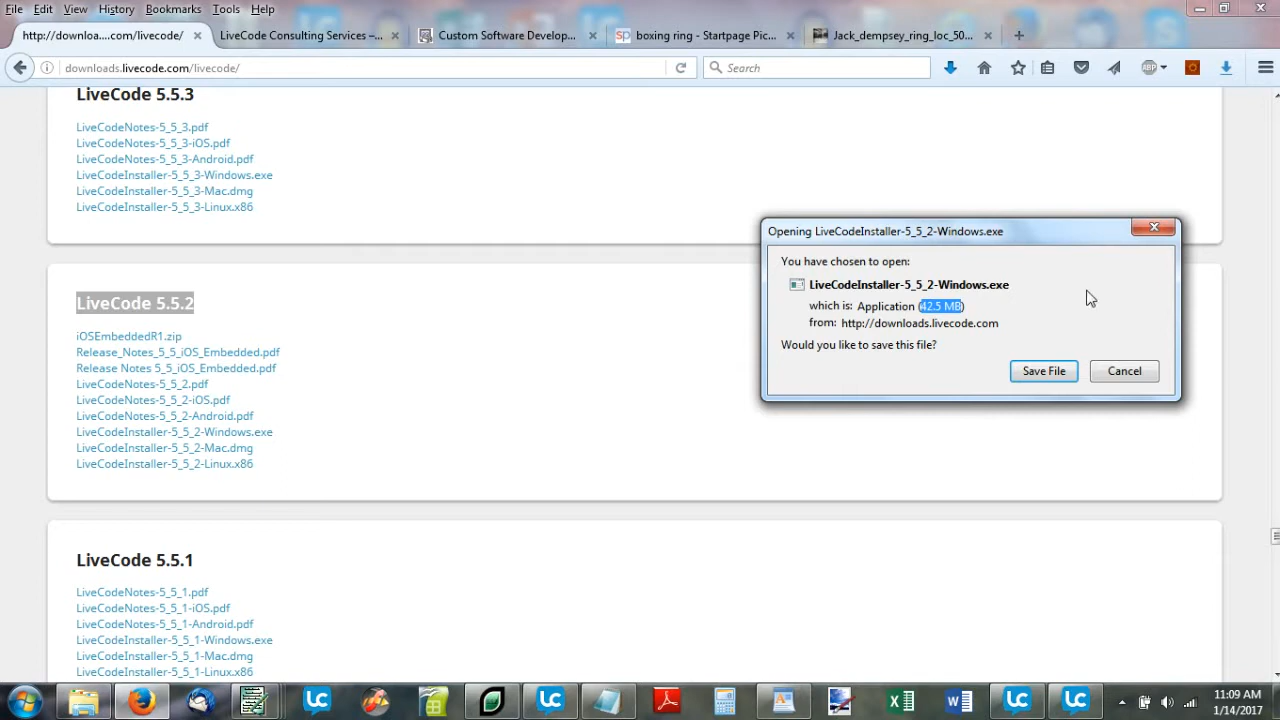 File Edit View History Bookmarks Tools Help
http://downloa....com/livecode/
LiveCode Consulting Services –...
Custom Software Develop...
boxing ring - Startpage Pic...
Jack_dempsey_ring_loc_50...
downloads.livecode.com/livecode/
Search
ABP
LiveCode 5.5.3
LiveCodeNotes-5_5_3.pdf
LiveCodeNotes-5_5_3-iOS.pdf
LiveCodeNotes-5_5_3-Android.pdf
LiveCodeInstaller-5_5_3-Windows.exe
LiveCodeInstaller-5_5_3-Mac.dmg
LiveCodeInstaller-5_5_3-Linux.x86
Opening LiveCodeInstaller-5_5_2-Windows.exe
You have chosen to open:
LiveCodeInstaller-5_5_2-Windows.exe
which is: Application (42.5 MB)
from: http://downloads.livecode.com
Would you like to save this file?
Save File
Cancel
LiveCode 5.5.2
iOSEmbeddedR1.zip
Release_Notes_5_5_iOS_Embedded.pdf
Release Notes 5_5_iOS_Embedded.pdf
LiveCodeNotes-5_5_2.pdf
LiveCodeNotes-5_5_2-iOS.pdf
LiveCodeNotes-5_5_2-Android.pdf
LiveCodeInstaller-5_5_2-Windows.exe
LiveCodeInstaller-5_5_2-Mac.dmg
LiveCodeInstaller-5_5_2-Linux.x86
LiveCode 5.5.1
LiveCodeNotes-5_5_1.pdf
LiveCodeNotes-5_5_1-iOS.pdf
LiveCodeNotes-5_5_1-Android.pdf
LiveCodeInstaller-5_5_1-Windows.exe
LiveCodeInstaller-5_5_1-Mac.dmg
LiveCodeInstaller-5_5_1-Linux.x86
11:09 AM
1/14/2017